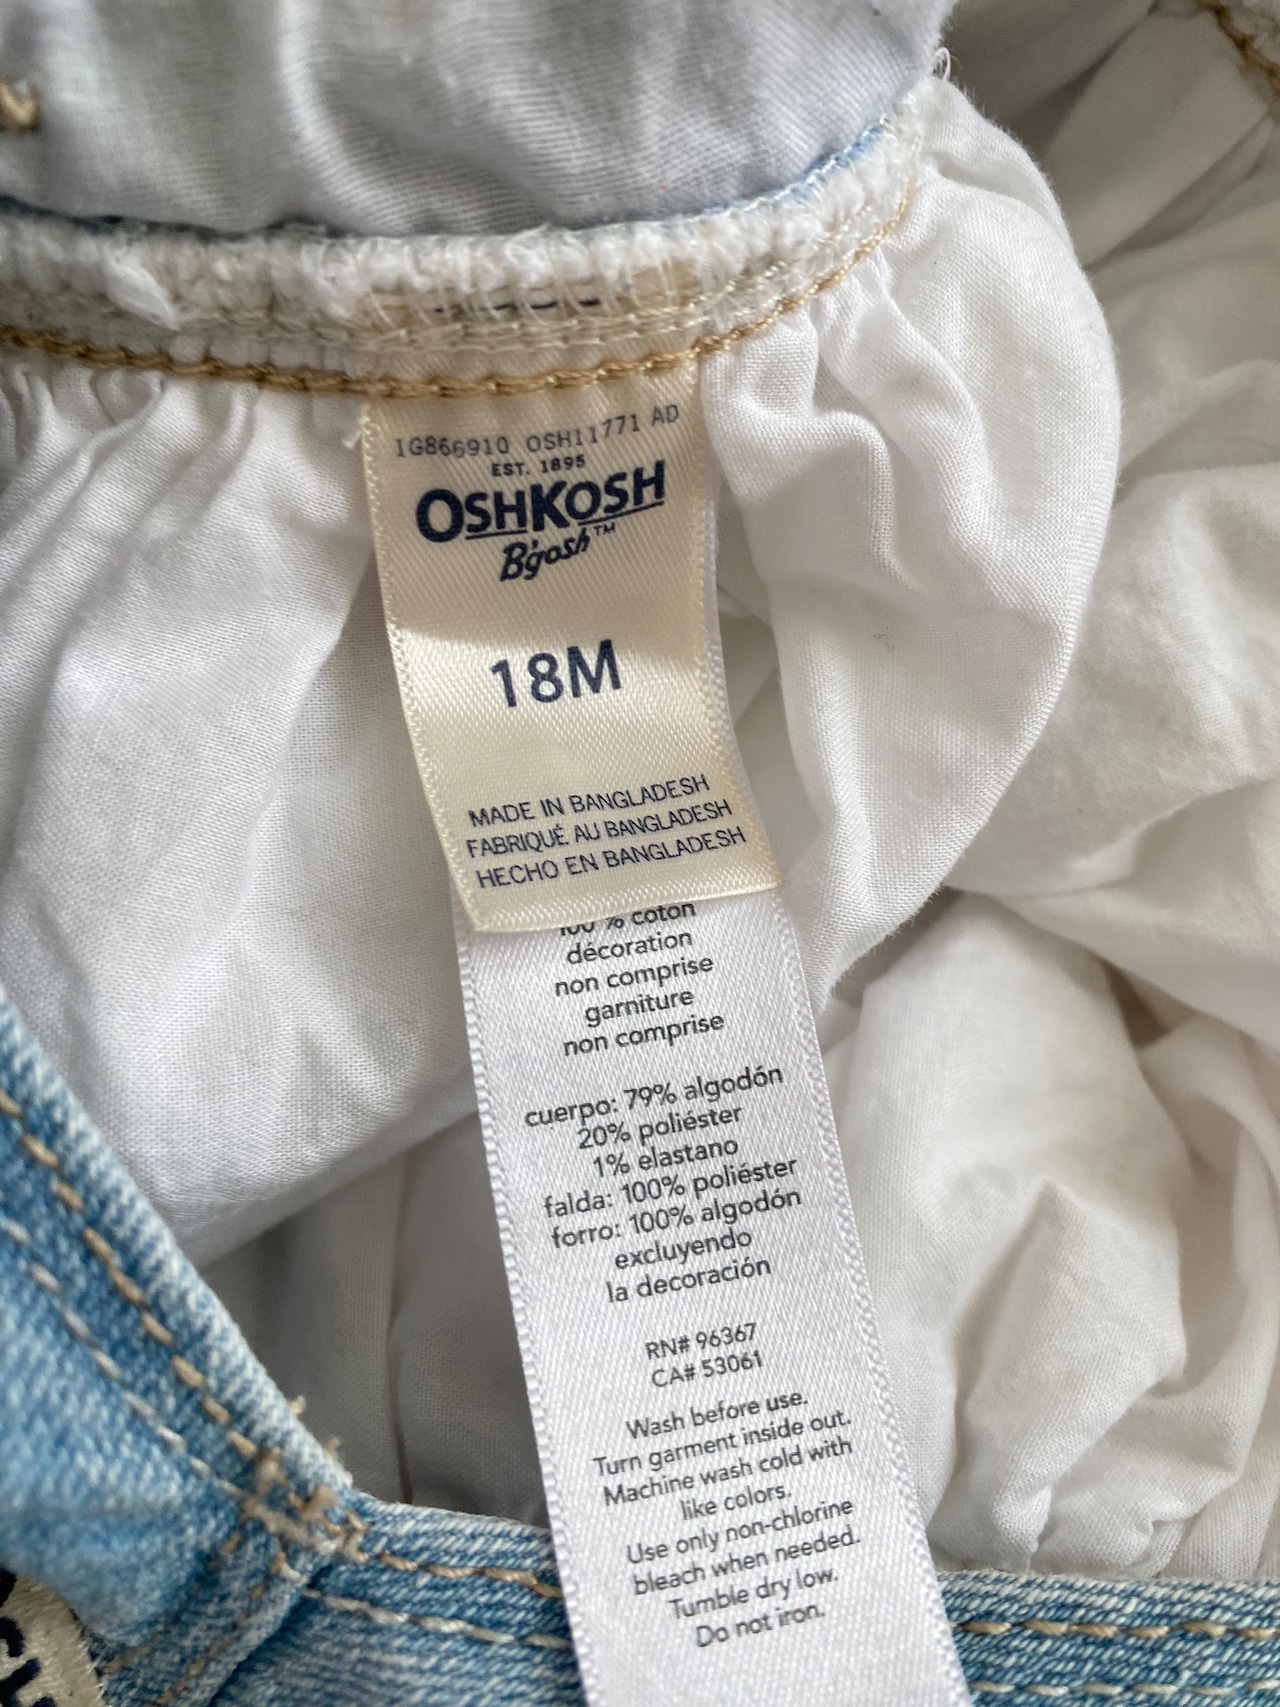 1G866910 OSH11771 AD
EST. 1895
OSHKOSH
B'gosh™
18M
MADE IN BANGLADESH
FABRIQUÉ AU BANGLADESH
HECHO EN BANGLADESH
100 % coton
décoration
non comprise
garniture
non comprise
cuerpo: 79% algodón
20% poliéster
1% elastano
falda: 100% poliéster
forro: 100% algodón
excluyendo
la decoración
RN# 96367
CA# 53061
Wash before use.
Turn garment inside out.
Machine wash cold with
like colors.
Use only non-chlorine
bleach when needed.
Tumble dry low.
Do not iron.